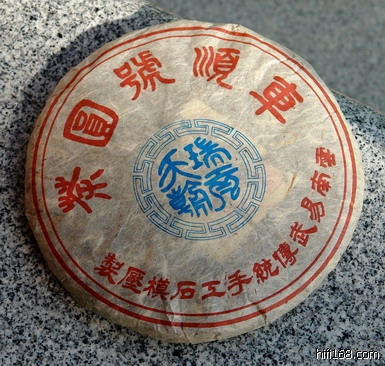 車順號圓茶
瑞貢
天朝
雲南易武傳統手工石模壓製
hifi168.com